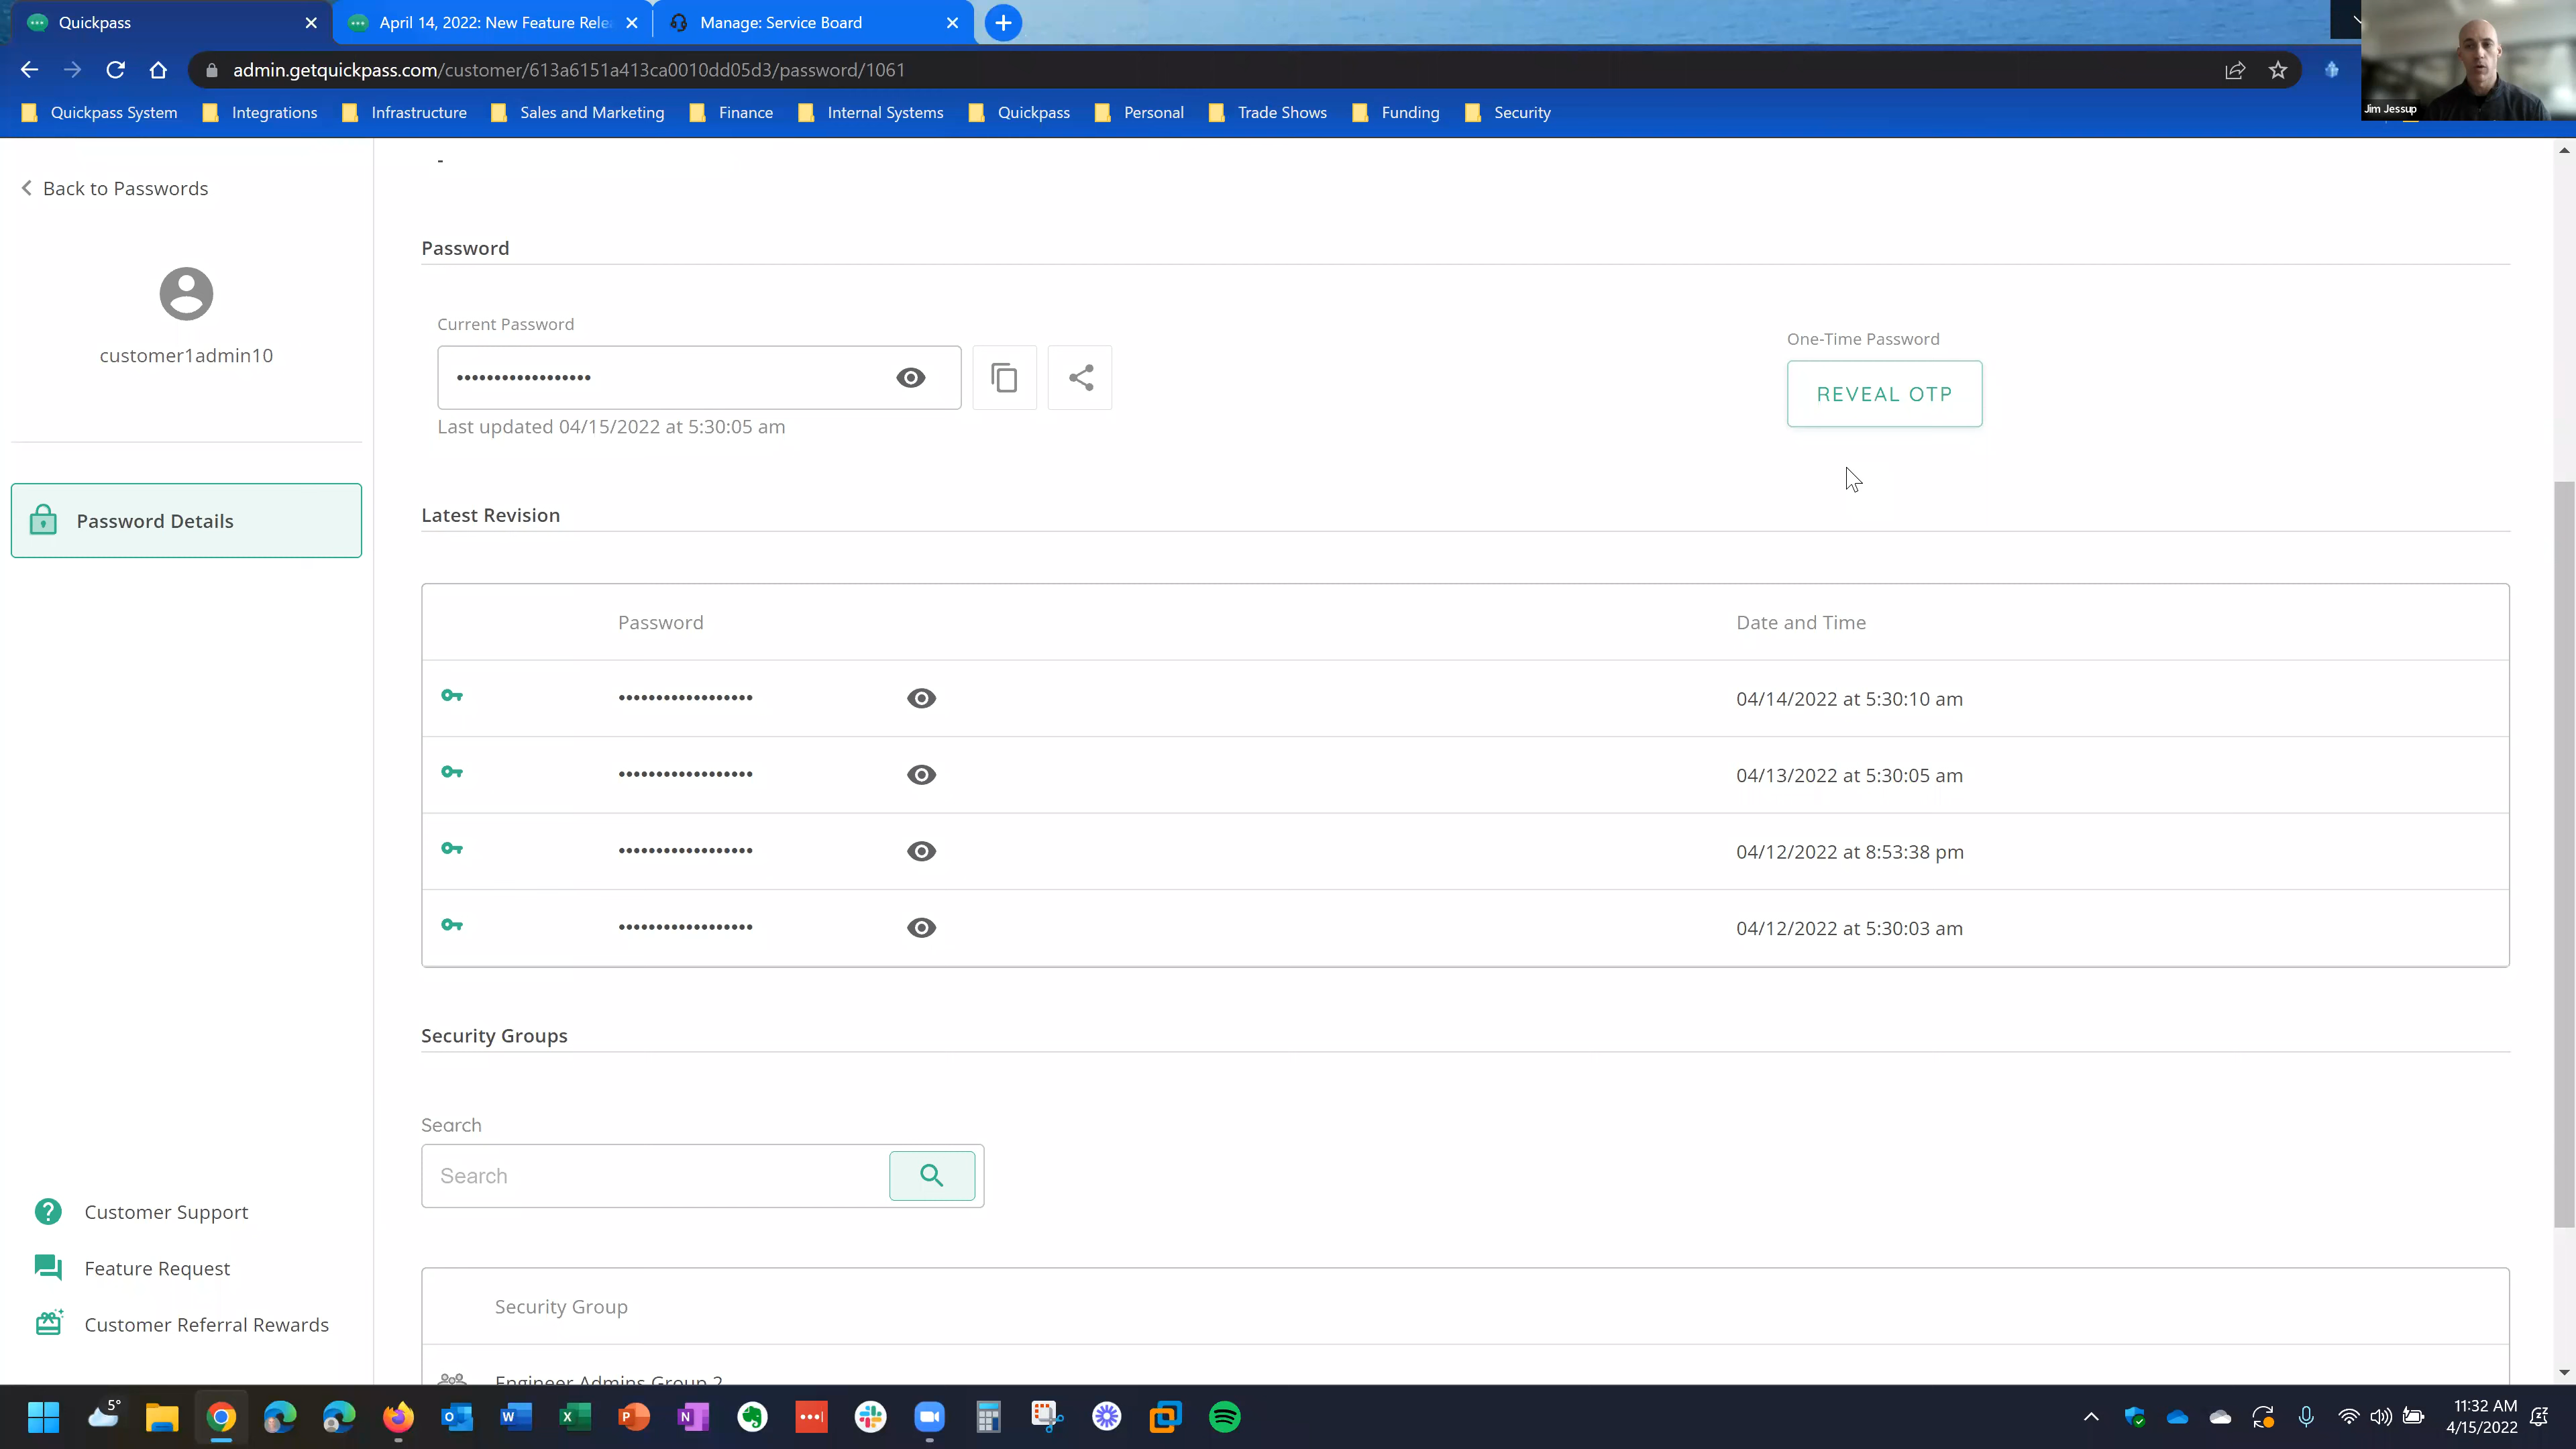 Quickpass
April 14, 2022: New Feature Rele
Manage: Service Board
admin.getquickpass.com/customer/613a6151a413ca0010dd05d3/password/1061
Quickpass System
Integrations
Infrastructure
Sales and Marketing
Finance
Internal Systems
Quickpass
Personal
Trade Shows
Funding
Security
Jim Jessup
Back to Passwords
customer1admin10
Password Details
Customer Support
Feature Request
Customer Referral Rewards
-
Password
Current Password
••••••••••••••••••
Last updated 04/15/2022 at 5:30:05 am
One-Time Password
REVEAL OTP
Latest Revision
Password Date and Time
•••••••••••••••••• 04/14/2022 at 5:30:10 am
•••••••••••••••••• 04/13/2022 at 5:30:05 am
•••••••••••••••••• 04/12/2022 at 8:53:38 pm
•••••••••••••••••• 04/12/2022 at 5:30:03 am
Security Groups
Search
Search
Security Group
Engineer Admins Group 2
5°
11:32 AM
4/15/2022